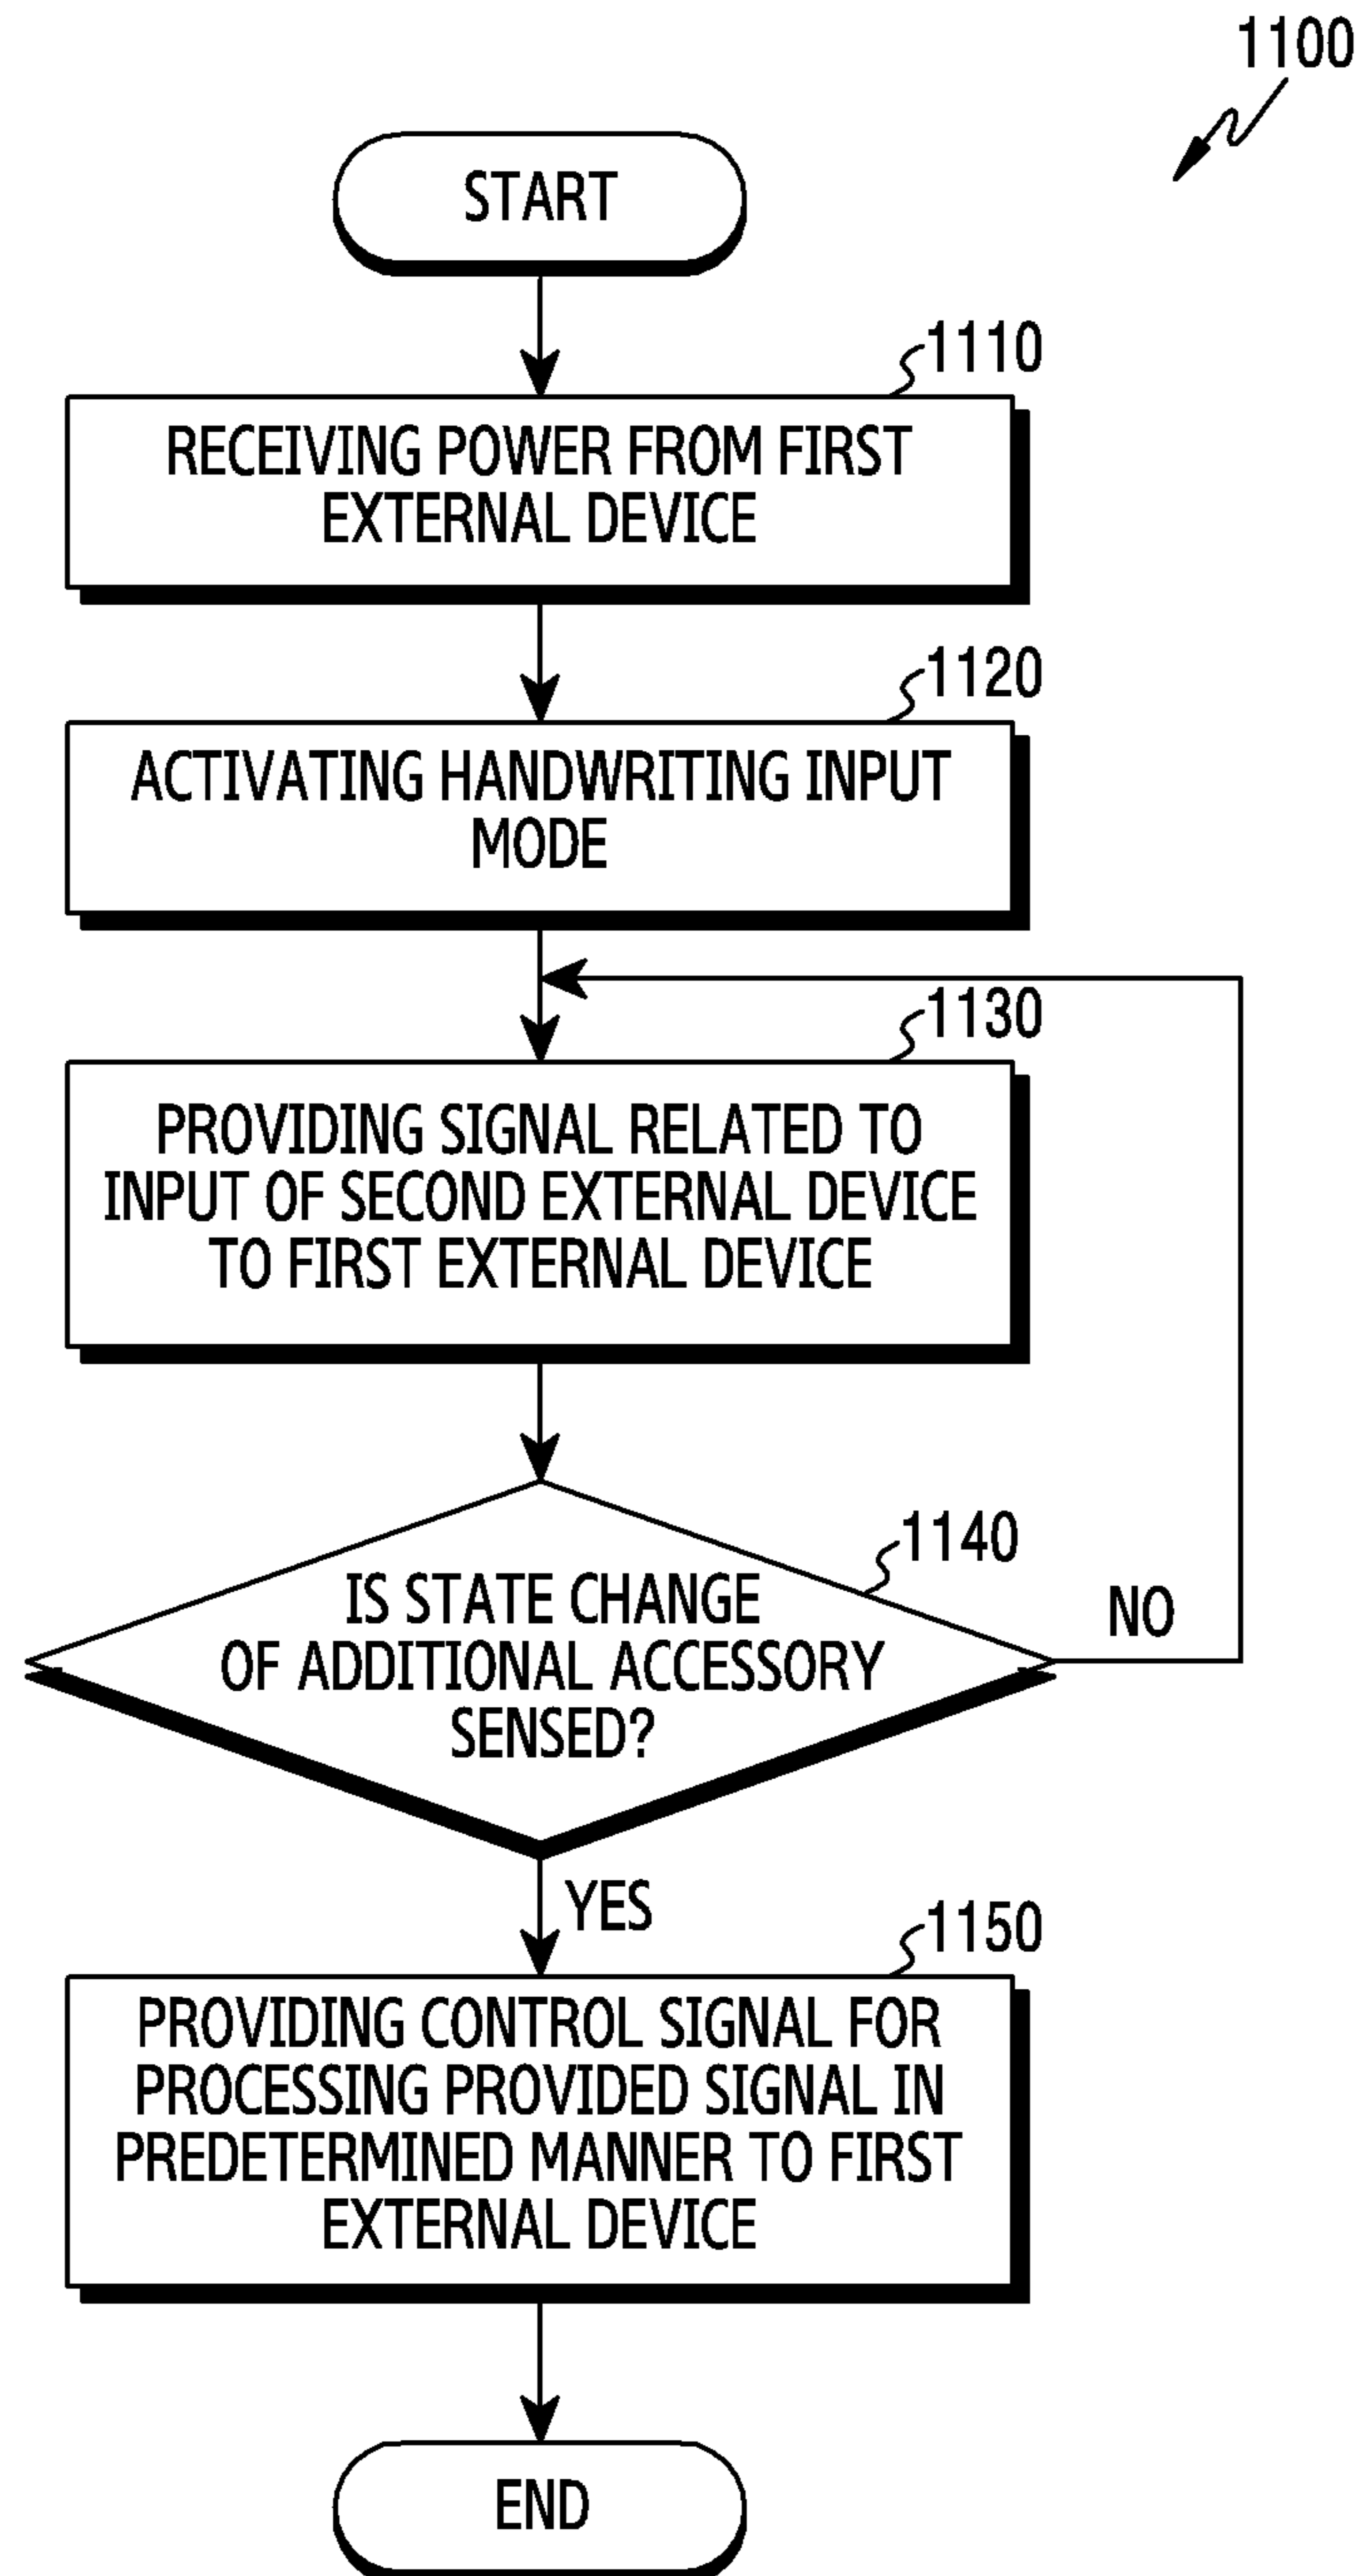 1100
START
1110
RECEIVING POWER FROM FIRST
EXTERNAL DEVICE
1120
ACTIVATING HANDWRITING INPUT
MODE
1130
PROVIDING SIGNAL RELATED TO
INPUT OF SECOND EXTERNAL DEVICE
TO FIRST EXTERNAL DEVICE
1140
IS STATE CHANGE
OF ADDITIONAL ACCESSORY
SENSED?
NO
YES
1150
PROVIDING CONTROL SIGNAL FOR
PROCESSING PROVIDED SIGNAL IN
PREDETERMINED MANNER TO FIRST
EXTERNAL DEVICE
END